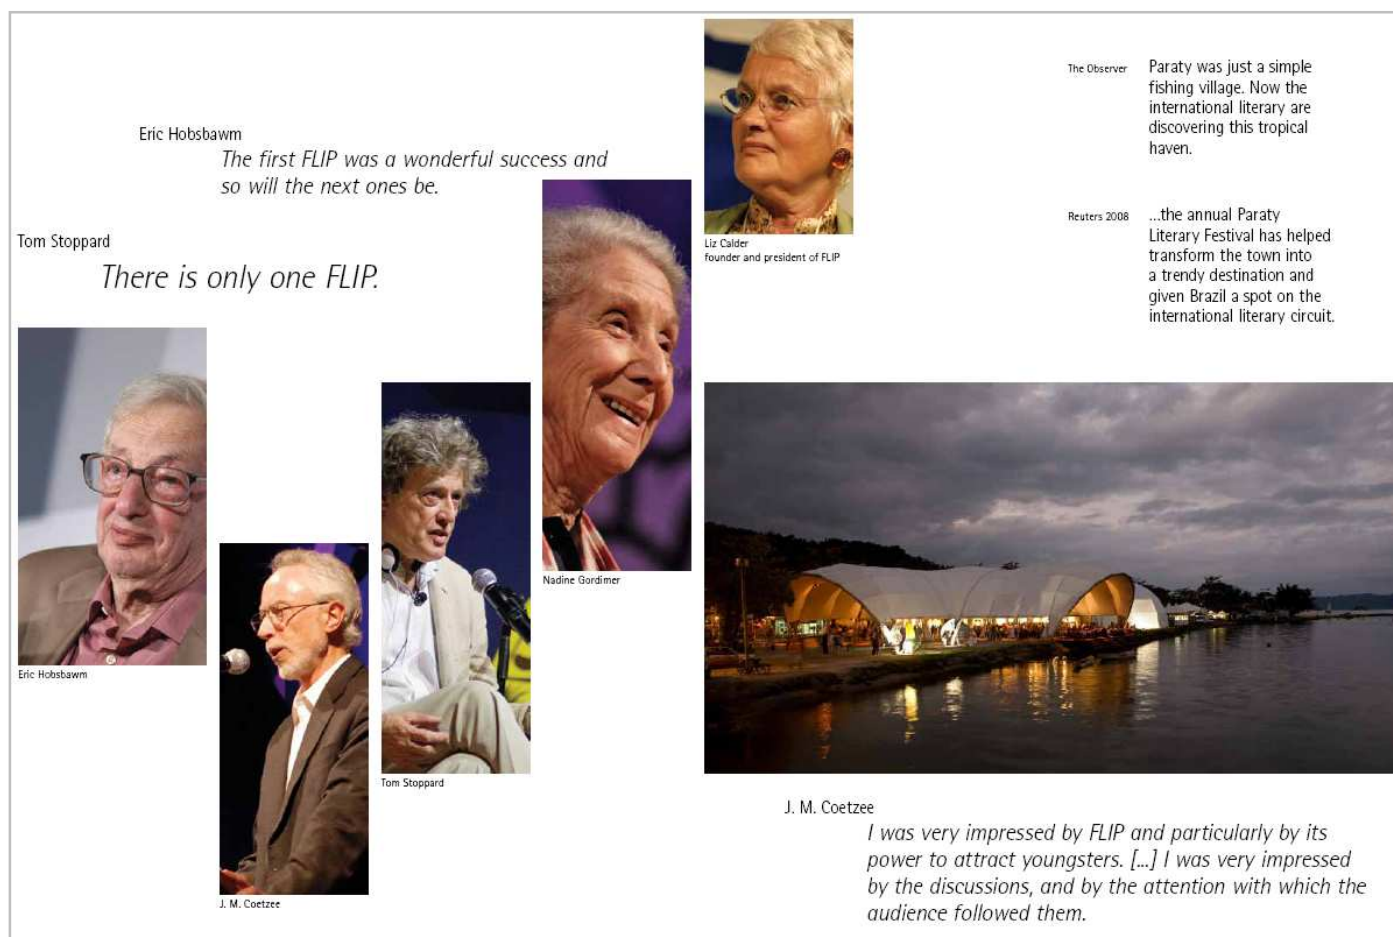 Eric Hobsbawm
The first FLIP was a wonderful success and
so will the next ones be.
Tom Stoppard
There is only one FLIP.
Eric Hobsbawm
J. M. Coetzee
Tom Stoppard
Nadine Gordimer
Liz Calder
founder and president of FLIP
The Observer
Paraty was just a simple
fishing village. Now the
international literary are
discovering this tropical
haven.
Reuters 2008
...the annual Paraty
Literary Festival has helped
transform the town into
a trendy destination and
given Brazil a spot on the
international literary circuit.
J. M. Coetzee
I was very impressed by FLIP and particularly by its
power to attract youngsters. [...] I was very impressed
by the discussions, and by the attention with which the
audience followed them.